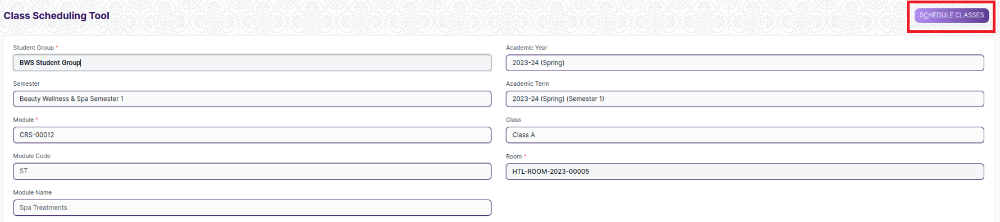 Class Scheduling Tool
SCHEDULE CLASSES
Student Group *
BWS Student Group
Academic Year
2023-24 (Spring)
Semester
Beauty Wellness & Spa Semester 1
Academic Term
2023-24 (Spring) (Semester 1)
Module *
CRS-00012
Class
Class A
Module Code
ST
Room *
HTL-ROOM-2023-00005
Module Name
Spa Treatments